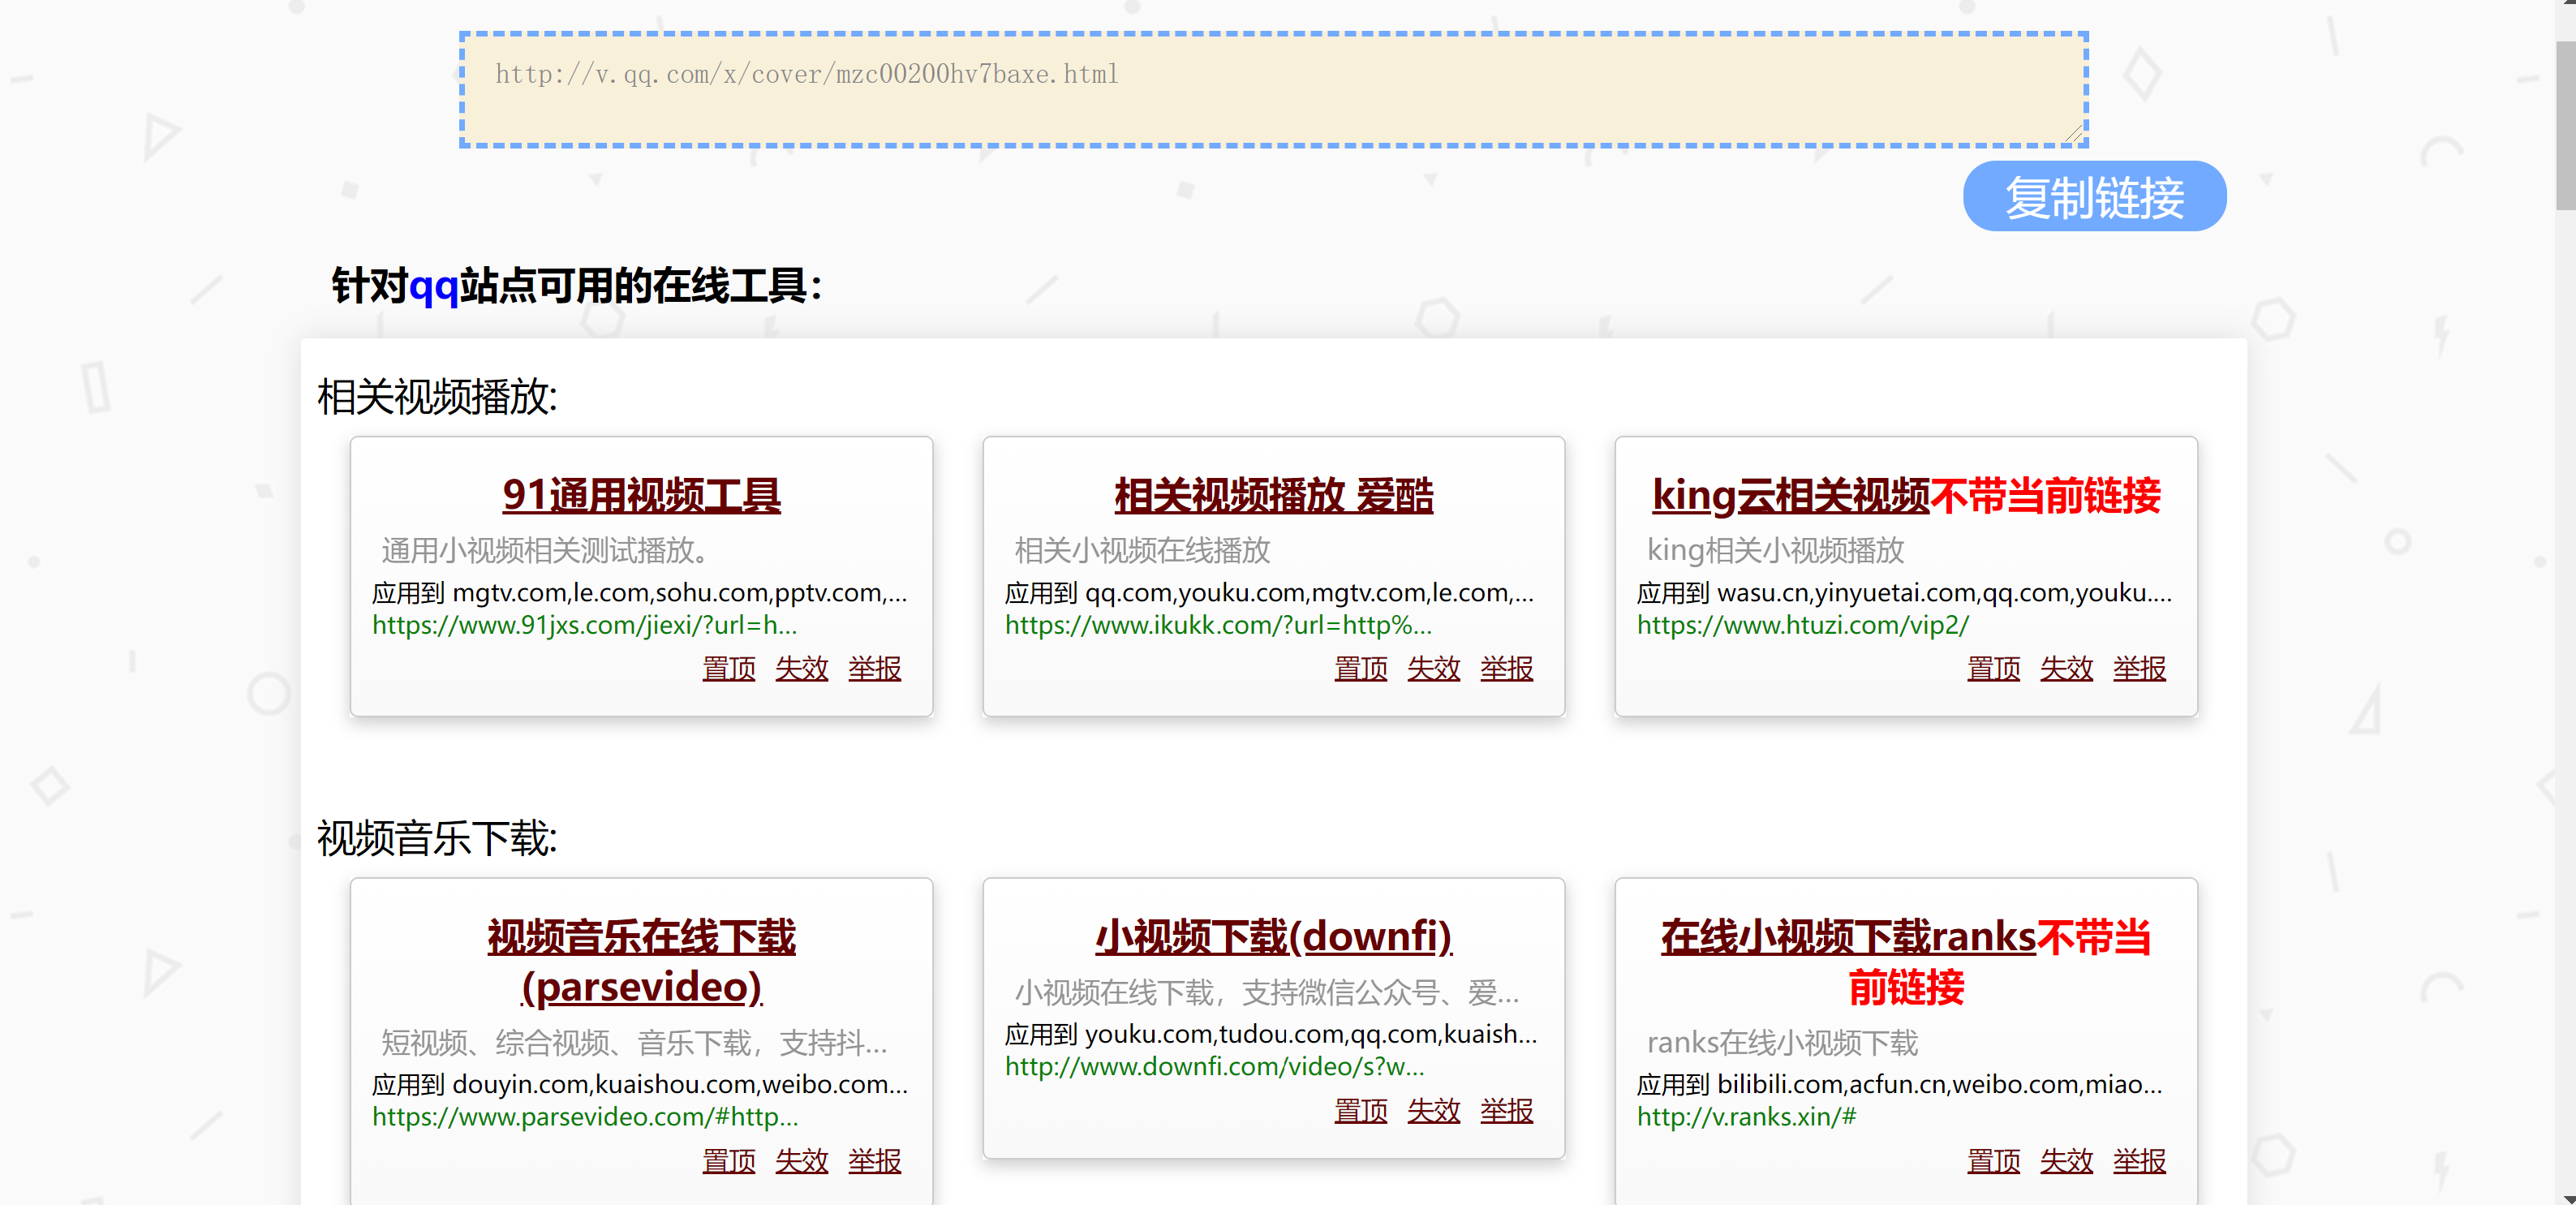 http://v.qq.com/x/cover/mzc00200hv7baxe.html
复制链接
针对qq站点可用的在线工具：
相关视频播放:
91通用视频工具
通用小视频相关测试播放。
应用到 mgtv.com,le.com,sohu.com,pptv.com,...
https://www.91jxs.com/jiexi/?url=h...
置顶 失效 举报
相关视频播放 爱酷
相关小视频在线播放
应用到 qq.com,youku.com,mgtv.com,le.com,...
https://www.ikukk.com/?url=http%...
置顶 失效 举报
king云相关视频不带当前链接
king相关小视频播放
应用到 wasu.cn,yinyuetai.com,qq.com,youku....
https://www.htuzi.com/vip2/
置顶 失效 举报
视频音乐下载:
视频音乐在线下载
(parsevideo)
短视频、综合视频、音乐下载，支持抖...
应用到 douyin.com,kuaishou.com,weibo.com...
https://www.parsevideo.com/#http...
置顶 失效 举报
小视频下载(downfi)
小视频在线下载，支持微信公众号、爱...
应用到 youku.com,tudou.com,qq.com,kuaish...
http://www.downfi.com/video/s?w...
置顶 失效 举报
在线小视频下载ranks不带当
前链接
ranks在线小视频下载
应用到 bilibili.com,acfun.cn,weibo.com,miao...
http://v.ranks.xin/#
置顶 失效 举报